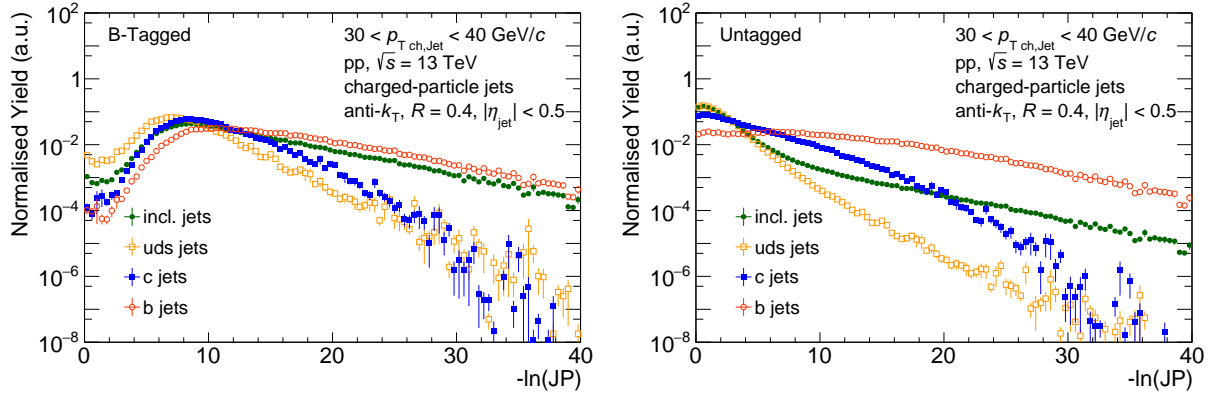 Normalised Yield (a.u.)
10²
1
10⁻²
10⁻⁴
10⁻⁶
10⁻⁸
B-Tagged
30 < p_T ch,Jet < 40 GeV/c
pp, √s = 13 TeV
charged-particle jets
anti-k_T, R = 0.4, |η_jet| < 0.5
incl. jets
uds jets
c jets
b jets
0 10 20 30 40
-ln(JP)
Normalised Yield (a.u.)
10²
1
10⁻²
10⁻⁴
10⁻⁶
10⁻⁸
Untagged
30 < p_T ch,Jet < 40 GeV/c
pp, √s = 13 TeV
charged-particle jets
anti-k_T, R = 0.4, |η_jet| < 0.5
incl. jets
uds jets
c jets
b jets
0 10 20 30 40
-ln(JP)